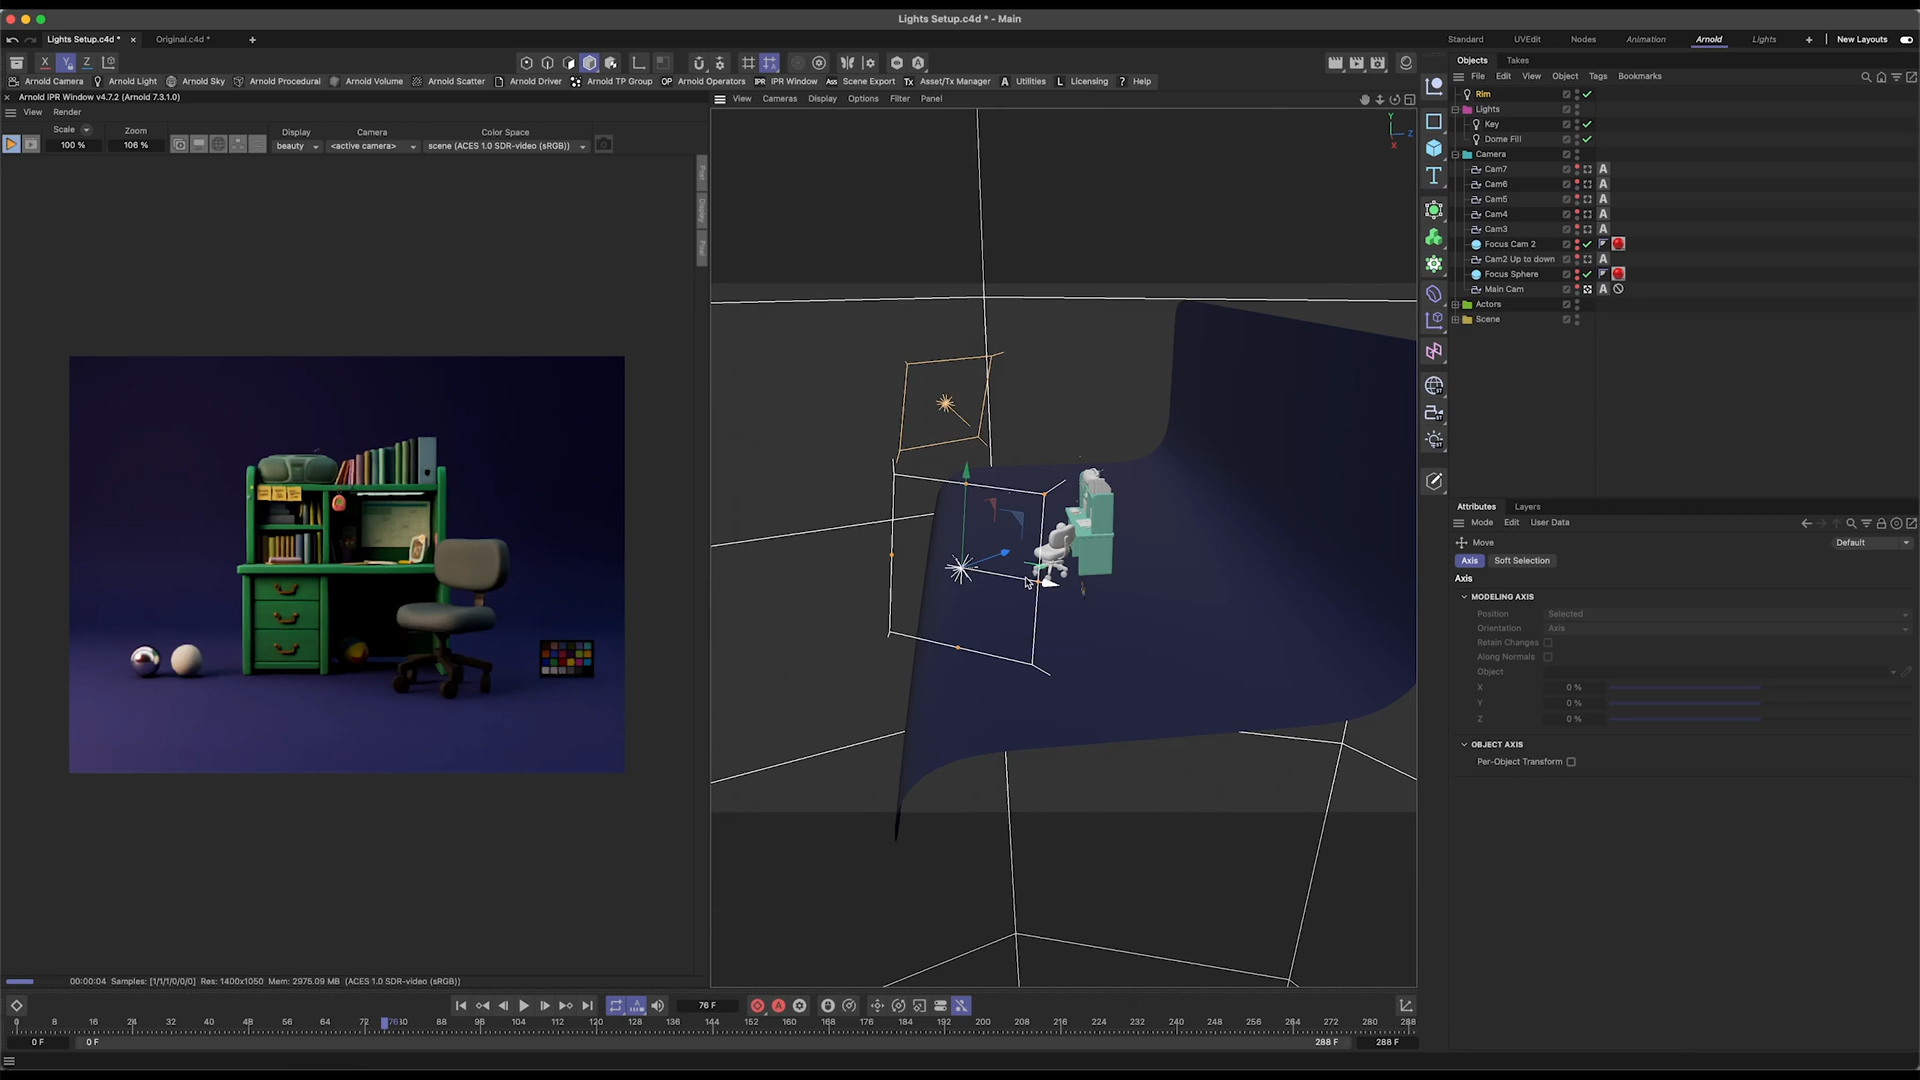 Lights Setup.c4d * - Main
Lights Setup.c4d * × Original.c4d * +
Standard UVEdit Nodes Animation Arnold Lights + New Layouts
X Y Z
Arnold Camera Arnold Light Arnold Sky Arnold Procedural Arnold Volume Arnold Scatter Arnold Driver Arnold TP Group Arnold Operators IPR IPR Window Ass Scene Export Tx Asset/Tx Manager A Utilities L Licensing ? Help
× Arnold IPR Window v4.7.2 (Arnold 7.3.1.0)
View Render
Scale Zoom Display Camera Color Space
100 % 106 % beauty <active camera> scene (ACES 1.0 SDR-video (sRGB))
Post
Display
Pixel
View Cameras Display Options Filter Panel
Y
Z
X
Objects Takes
File Edit View Object Tags Bookmarks
Rim
Lights
Key
Dome Fill
Camera
Cam7 A
Cam6 A
Cam5 A
Cam4 A
Cam3 A
Focus Cam 2
Cam2 Up to down A
Focus Sphere
Main Cam A
Actors
Scene
Attributes Layers
Mode Edit User Data
Move Default
Axis Soft Selection
Axis
MODELING AXIS
Position Selected
Orientation Axis
Retain Changes
Along Normals
Object
X 0 %
Y 0 %
Z 0 %
OBJECT AXIS
Per-Object Transform
00:00:04 Samples: [1/1/0/0/0] Res: 1400x1050 Mem: 2975.09 MB (ACES 1.0 SDR-video (sRGB))
76 F
0 8 16 24 32 40 48 56 64 72 76 80 88 96 104 112 120 128 136 144 152 160 168 176 184 192 200 208 216 224 232 240 248 256 264 272 280 288
0 F 0 F 288 F 288 F